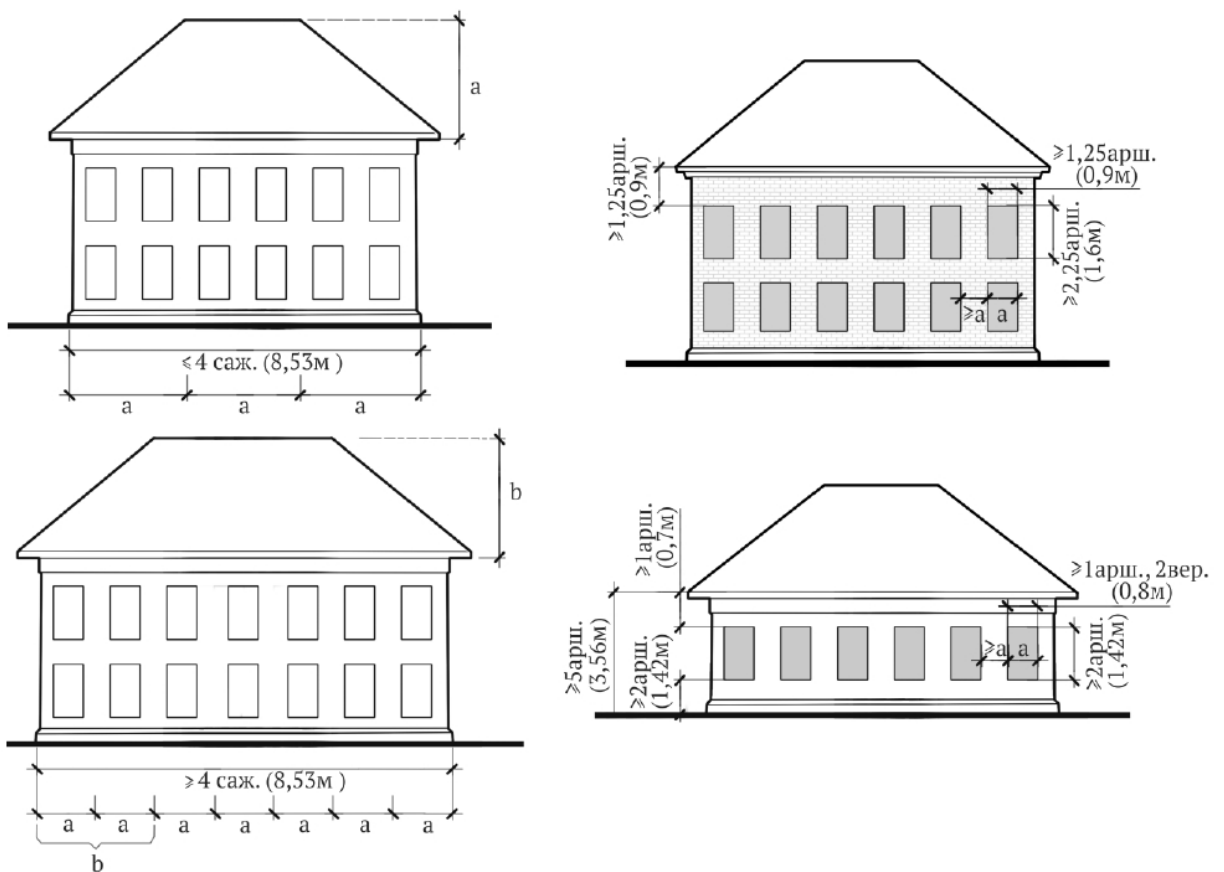 a
≤4 саж. (8,53м )
a a a
≥1,25арш.
(0,9м)
≥1,25арш.
(0,9м)
≥2,25арш.
(1,6м)
≥a a
b
≥4 саж. (8,53м )
a a a a a a a
b
≥1арш.
(0,7м)
≥5арш.
(3,56м)
≥2арш.
(1,42м)
≥1арш., 2вер.
(0,8м)
≥a a
≥2арш.
(1,42м)